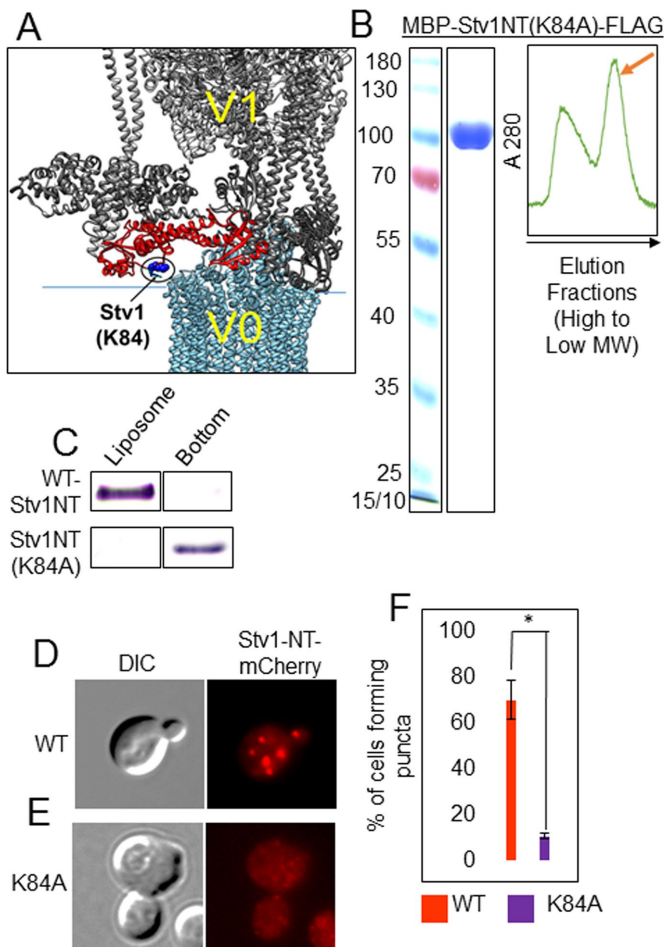 A
V1
Stv1
(K84)
V0
B
MBP-Stv1NT(K84A)-FLAG
180
130
100
70
55
40
35
25
15/10
A 280
Elution
Fractions
(High to
Low MW)
C
Liposome
Bottom
WT-
Stv1NT
Stv1NT
(K84A)
D
DIC
Stv1-NT-
mCherry
WT
E
K84A
F
% of cells forming
puncta
100
80
60
40
20
0
*
WT
K84A